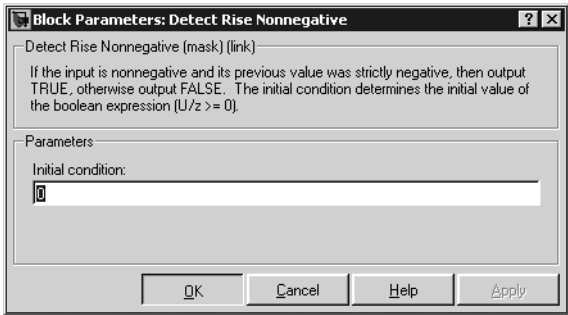 Block Parameters: Detect Rise Nonnegative
Detect Rise Nonnegative (mask) (link)
If the input is nonnegative and its previous value was strictly negative, then output
TRUE, otherwise output FALSE. The initial condition determines the initial value of
the boolean expression (U/z >= 0).
Parameters
Initial condition:
0
OK Cancel Help Apply